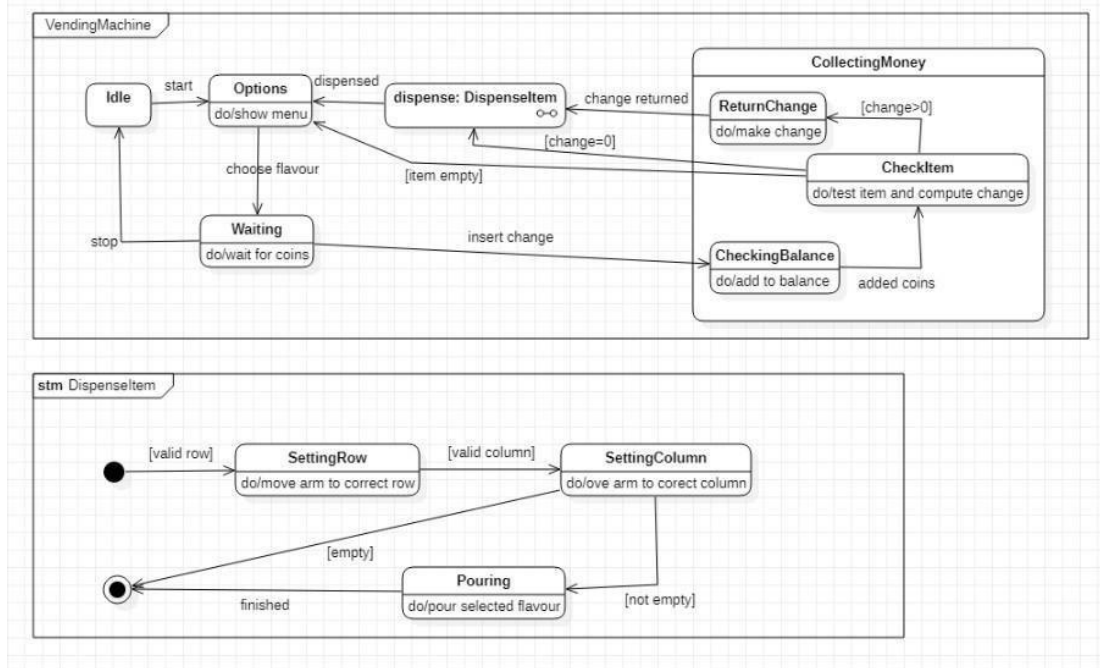 VendingMachine
CollectingMoney
Idle
start
Options
do/show menu
dispensed
dispense: DispenseItem
change returned
ReturnChange
do/make change
[change>0]
[change=0]
CheckItem
do/test item and compute change
[item empty]
choose flavour
Waiting
do/wait for coins
stop
insert change
CheckingBalance
do/add to balance
added coins
stm DispenseItem
[valid row]
SettingRow
do/move arm to correct row
[valid column]
SettingColumn
do/ove arm to corect column
[empty]
Pouring
do/pour selected flavour
[not empty]
finished